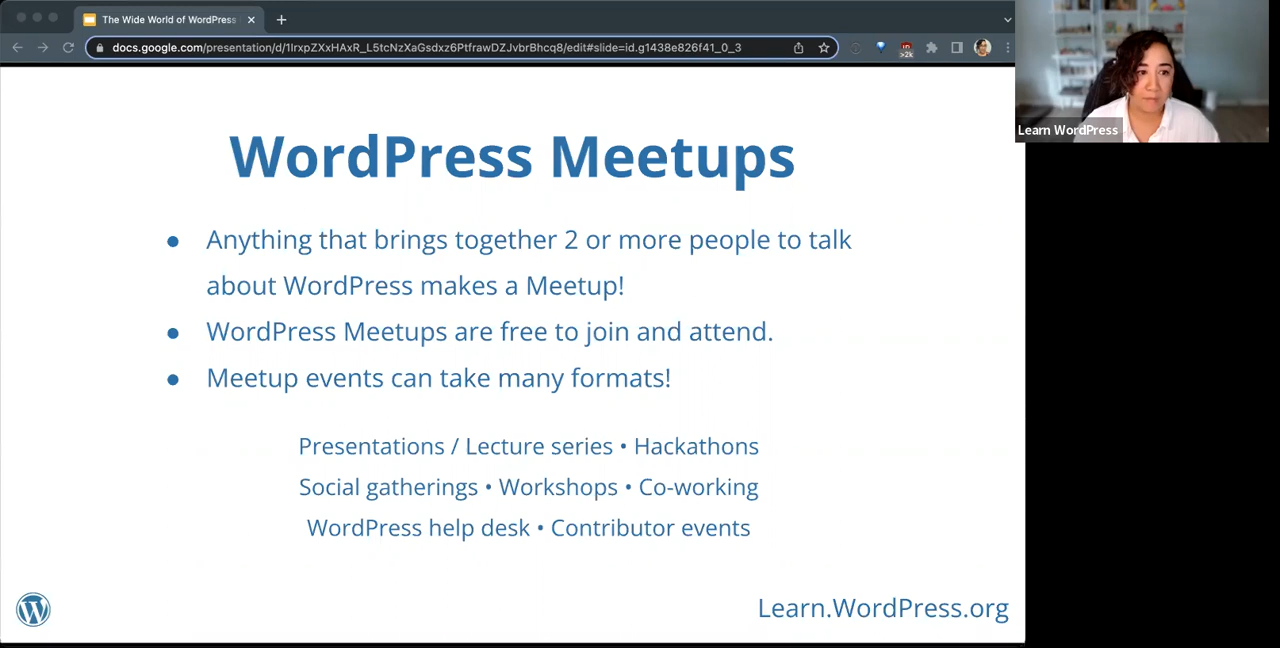 The Wide World of WordPress
docs.google.com/presentation/d/1IrxpZXxHAxR_L5tcNzXaGsdxz6PtfrawDZJvbrBhcq8/edit#slide=id.g1438e826f41_0_3
>2k
Learn WordPress
WordPress Meetups
● Anything that brings together 2 or more people to talk
about WordPress makes a Meetup!
● WordPress Meetups are free to join and attend.
● Meetup events can take many formats!
Presentations / Lecture series • Hackathons
Social gatherings • Workshops • Co-working
WordPress help desk • Contributor events
Learn.WordPress.org